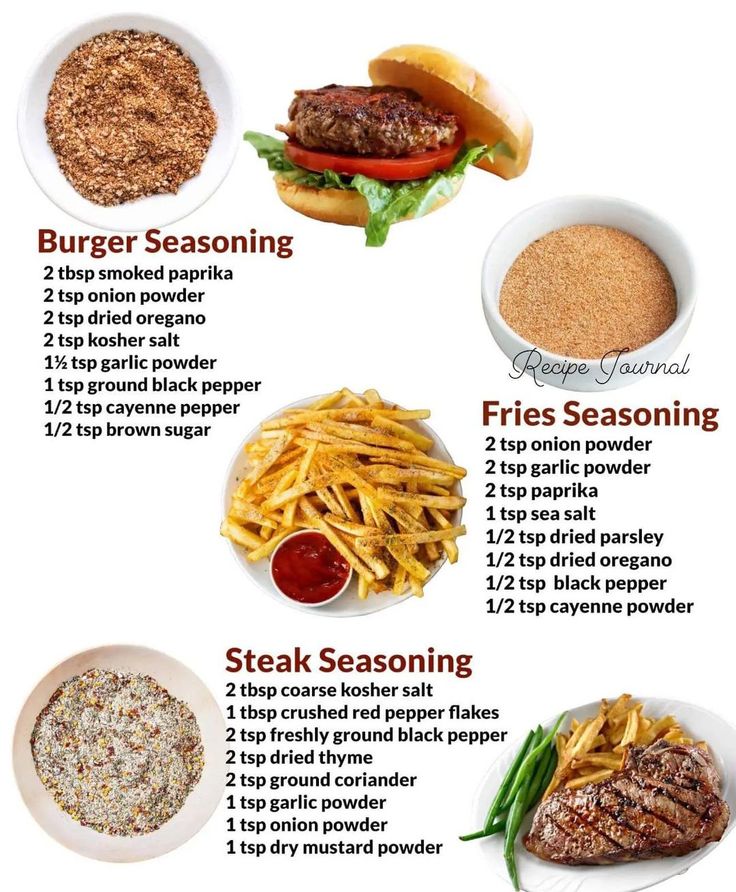 Burger Seasoning
2 tbsp smoked paprika
2 tsp onion powder
2 tsp dried oregano
2 tsp kosher salt
1½ tsp garlic powder
1 tsp ground black pepper
1/2 tsp cayenne pepper
1/2 tsp brown sugar
Recipe Journal
Fries Seasoning
2 tsp onion powder
2 tsp garlic powder
2 tsp paprika
1 tsp sea salt
1/2 tsp dried parsley
1/2 tsp dried oregano
1/2 tsp black pepper
1/2 tsp cayenne powder
Steak Seasoning
2 tbsp coarse kosher salt
1 tbsp crushed red pepper flakes
2 tsp freshly ground black pepper
2 tsp dried thyme
2 tsp ground coriander
1 tsp garlic powder
1 tsp onion powder
1 tsp dry mustard powder